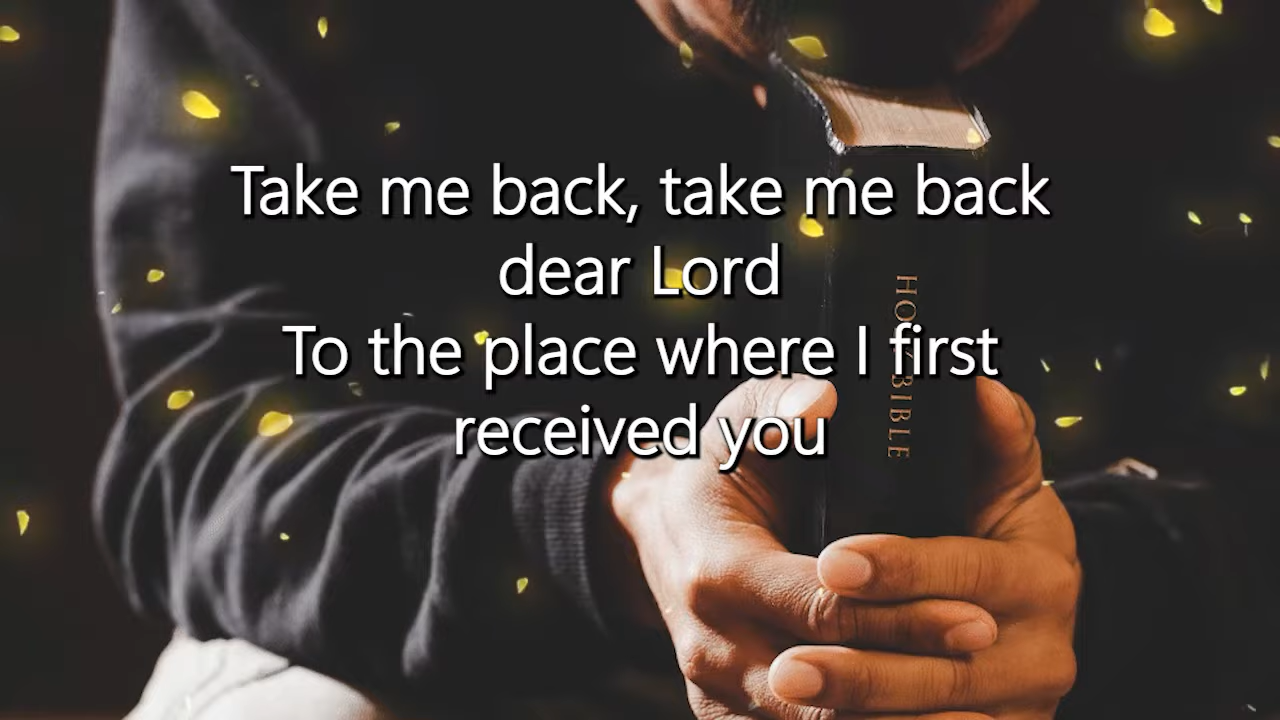 Take me back, take me back
dear Lord
To the place where I first
received you
HOLY BIBLE